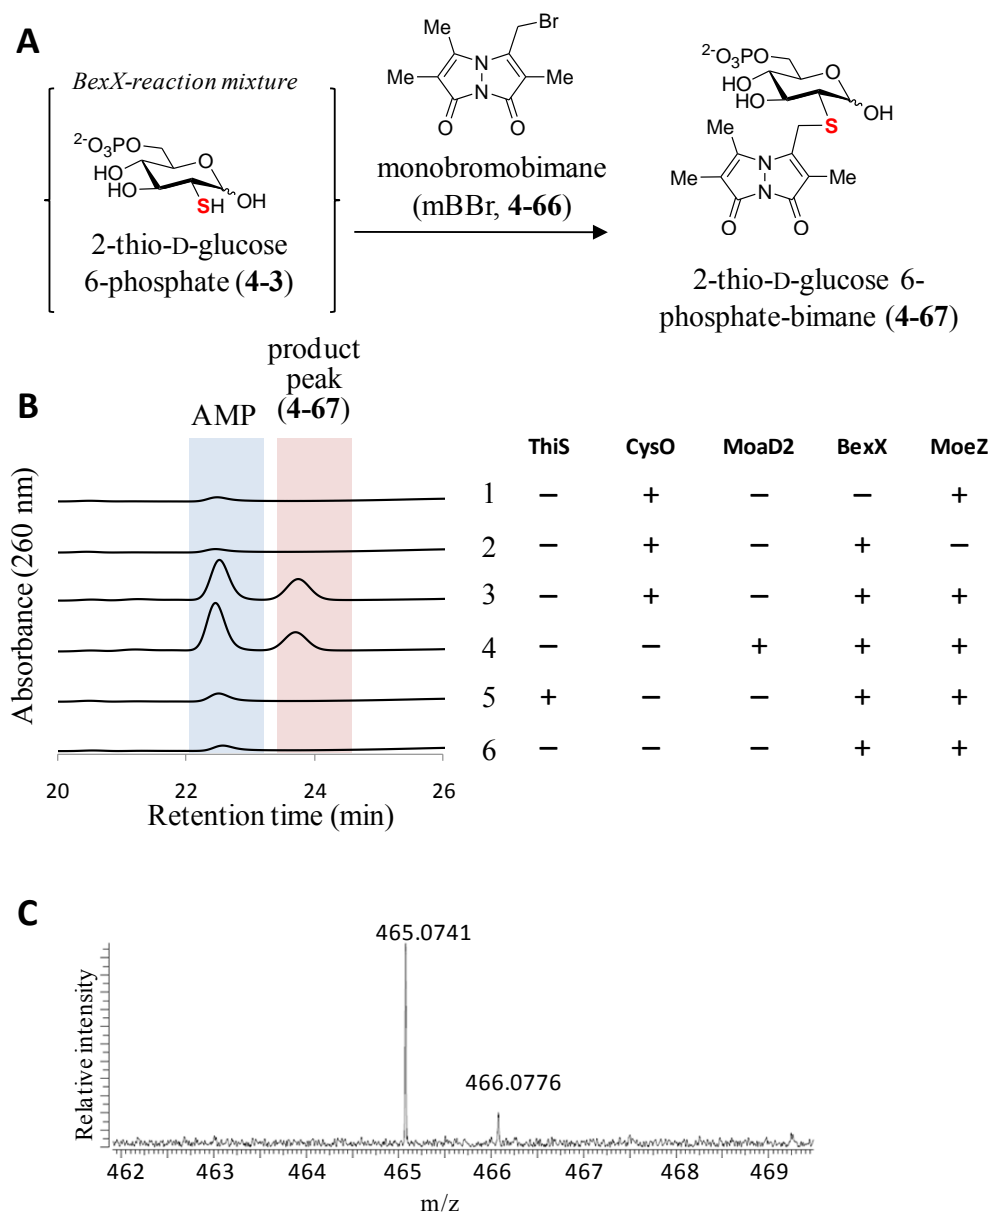 A
BexX-reaction mixture
2-O3PO
HO
HO
O
OH
SH
2-thio-D-glucose
6-phosphate (4-3)
Me
Br
Me
N
N
Me
O
O
monobromobimane
(mBBr, 4-66)
2-O3PO
HO
HO
O
OH
S
Me
Me
N
N
Me
O
O
2-thio-D-glucose 6-
phosphate-bimane (4-67)
B
AMP
product
peak
(4-67)
ThiS CysO MoaD2 BexX MoeZ
1 – + – – +
2 – + – + –
3 – + – + +
4 – – + + +
5 + – – + +
6 – – – + +
Absorbance (260 nm)
20 22 24 26
Retention time (min)
C
465.0741
466.0776
Relative intensity
462 463 464 465 466 467 468 469
m/z